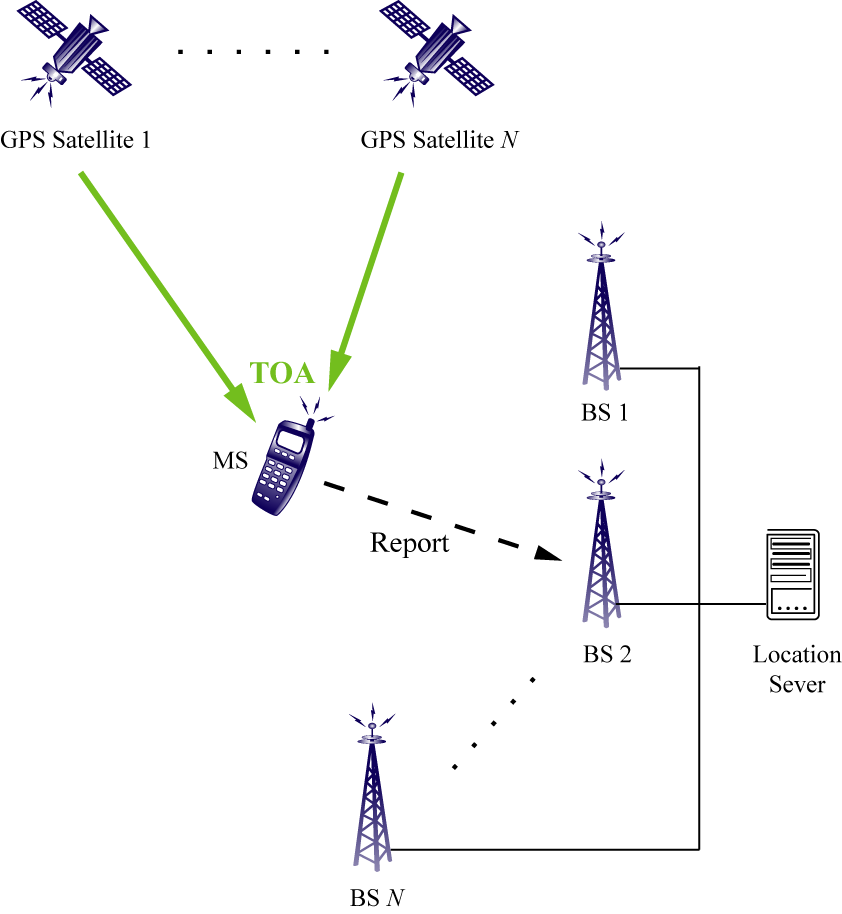 GPS Satellite 1
GPS Satellite N
TOA
BS 1
MS
Report
BS 2
Location
Sever
BS N